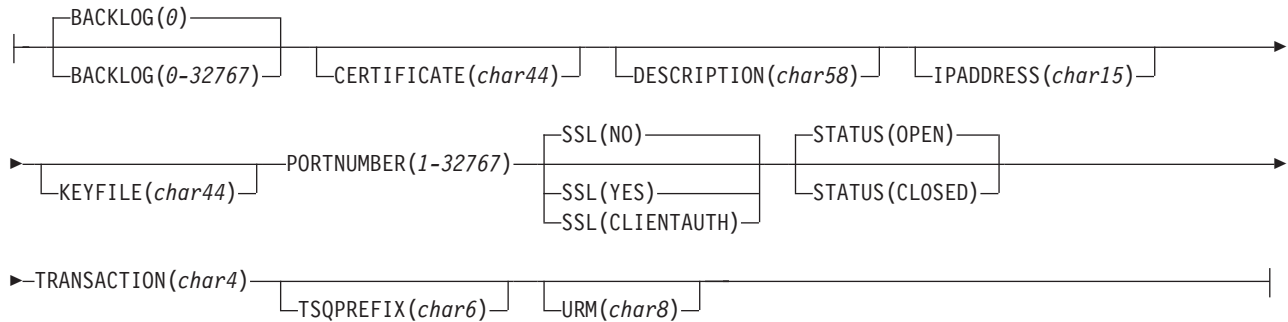 BACKLOG(0)
BACKLOG(0-32767) CERTIFICATE(char44) DESCRIPTION(char58) IPADDRESS(char15)
KEYFILE(char44) PORTNUMBER(1-32767) SSL(NO) STATUS(OPEN)
SSL(YES) STATUS(CLOSED)
SSL(CLIENTAUTH)
TRANSACTION(char4) TSQPREFIX(char6) URM(char8)